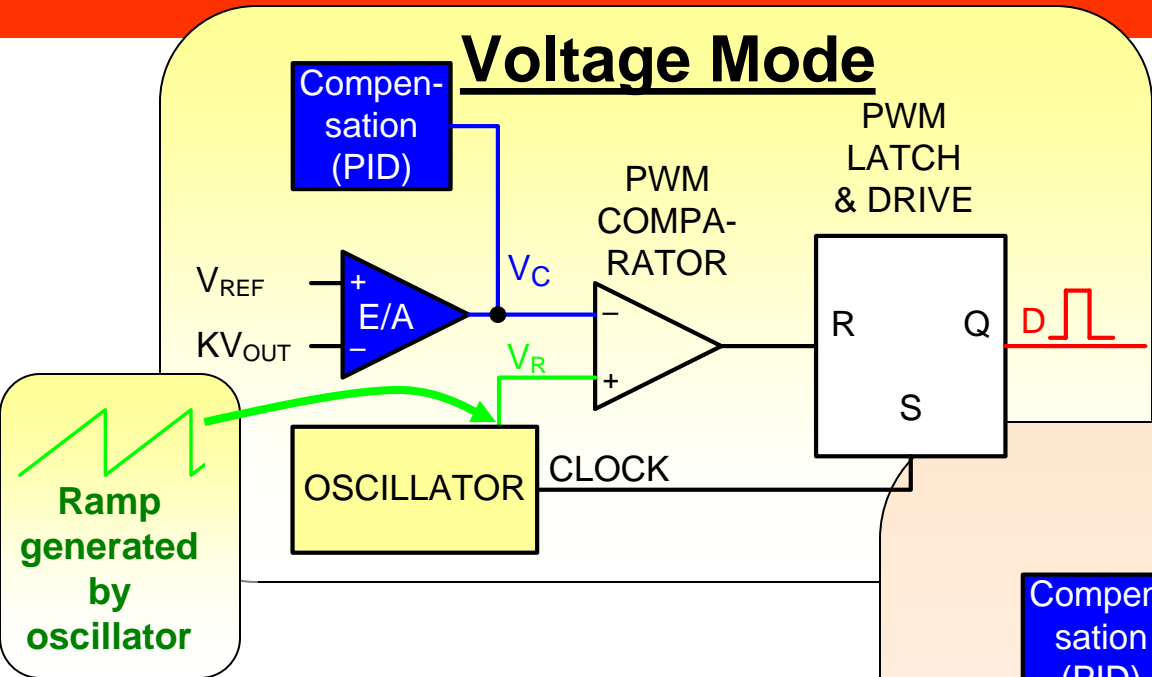 Voltage Mode
Compen-
sation
(PID)
PWM
LATCH
& DRIVE
PWM
COMPA-
RATOR
VREF
+
E/A
KVOUT
–
VC
–
VR
+
R
Q
S
D
OSCILLATOR
CLOCK
Ramp
generated
by
oscillator
Compen
sation
(PID)